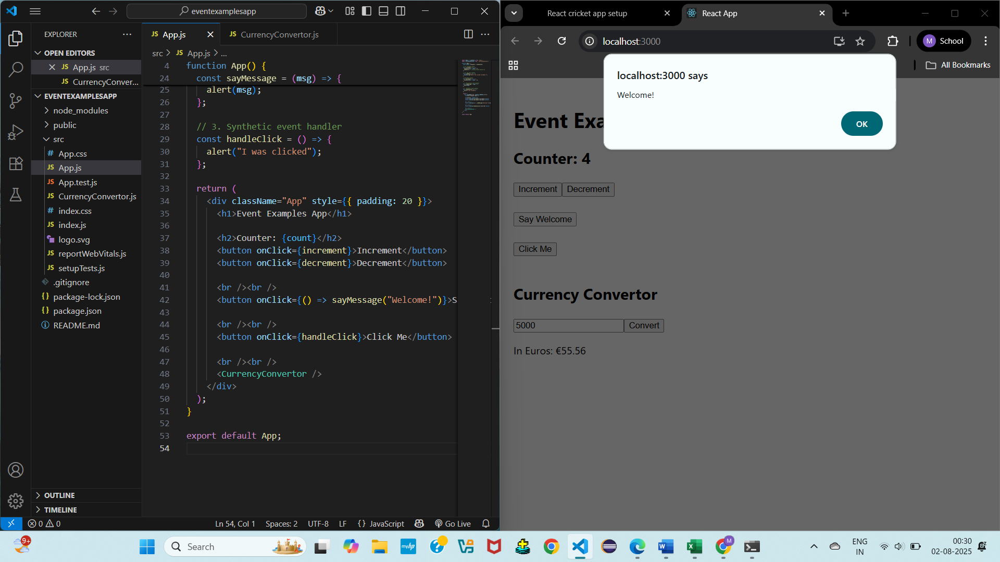 eventexamplesapp
EXPLORER
OPEN EDITORS
App.js src
CurrencyConver...
EVENTEXAMPLESAPP
node_modules
public
src
App.css
App.js
App.test.js
CurrencyConvertor.js
index.css
index.js
logo.svg
reportWebVitals.js
setupTests.js
.gitignore
package-lock.json
package.json
README.md
OUTLINE
TIMELINE
App.js
CurrencyConvertor.js
src > JS App.js > ...
4 function App() {
24 const sayMessage = (msg) => {
25 alert(msg);
26 };
27
28 // 3. Synthetic event handler
29 const handleClick = () => {
30 alert("I was clicked");
31 };
32
33 return (
34 <div className="App" style={{ padding: 20 }}>
35 <h1>Event Examples App</h1>
36
37 <h2>Counter: {count}</h2>
38 <button onClick={increment}>Increment</button>
39 <button onClick={decrement}>Decrement</button>
40
41 <br /><br />
42 <button onClick={() => sayMessage("Welcome!")}>S
43
44 <br /><br />
45 <button onClick={handleClick}>Click Me</button>
46
47 <br /><br />
48 <CurrencyConvertor />
49 </div>
50 );
51 }
52
53 export default App;
54
0 0
Ln 54, Col 1 Spaces: 2 UTF-8 LF {} JavaScript Go Live
React cricket app setup
React App
localhost:3000
M School
All Bookmarks
localhost:3000 says
Welcome!
OK
Event Exa
Counter: 4
Increment Decrement
Say Welcome
Click Me
Currency Convertor
5000 Convert
In Euros: €55.56
9+
Search
myhp
ENG
IN
00:30
02-08-2025